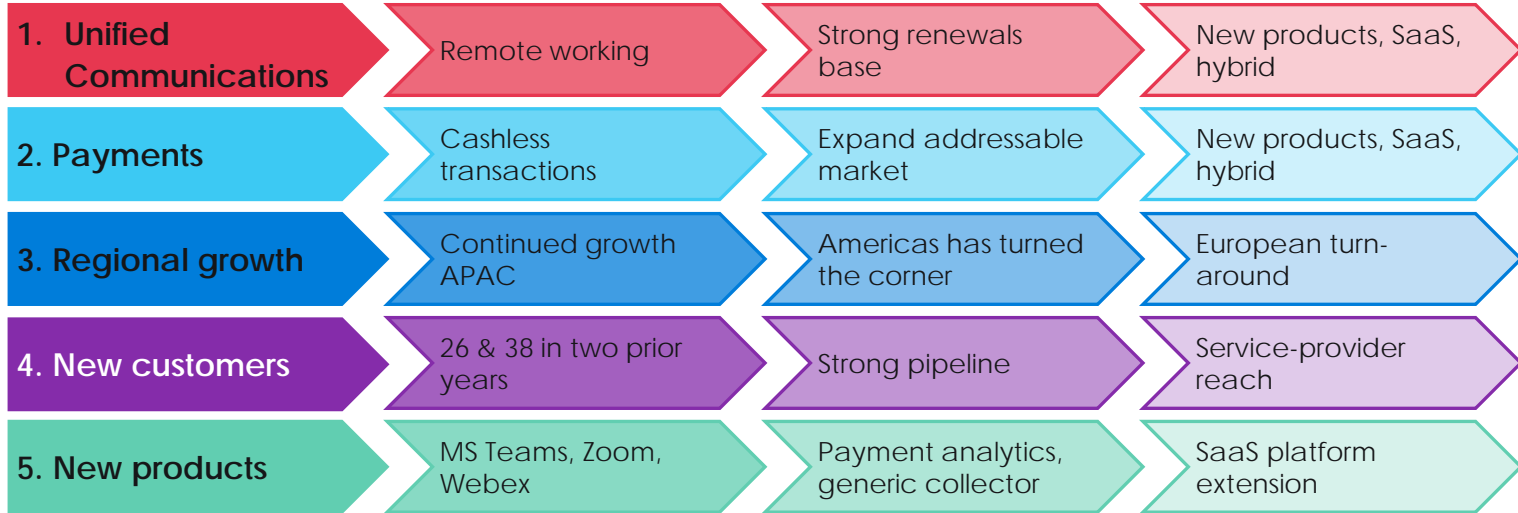 1. Unified
Communications
Remote working
Strong renewals
base
New products, SaaS,
hybrid
2. Payments
Cashless
transactions
Expand addressable
market
New products, SaaS,
hybrid
3. Regional growth
Continued growth
APAC
Americas has turned
the corner
European turn-
around
4. New customers
26 & 38 in two prior
years
Strong pipeline
Service-provider
reach
5. New products
MS Teams, Zoom,
Webex
Payment analytics,
generic collector
SaaS platform
extension